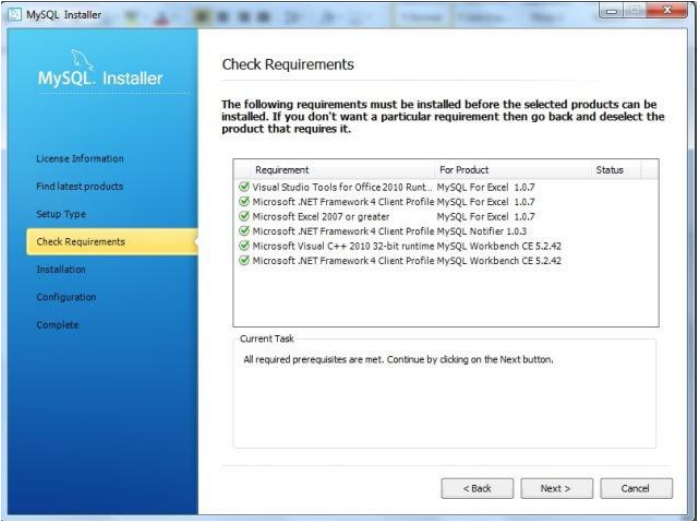 MySQL Installer
MySQL. Installer
License Information
Find latest products
Setup Type
Check Requirements
Installation
Configuration
Complete
Check Requirements
The following requirements must be installed before the selected products can be
installed. If you don't want a particular requirement then go back and deselect the
product that requires it.
Requirement For Product Status
Visual Studio Tools for Office 2010 Runt... MySQL For Excel 1.0.7
Microsoft .NET Framework 4 Client Profile MySQL For Excel 1.0.7
Microsoft Excel 2007 or greater MySQL For Excel 1.0.7
Microsoft .NET Framework 4 Client Profile MySQL Notifier 1.0.3
Microsoft Visual C++ 2010 32-bit runtime MySQL Workbench CE 5.2.42
Microsoft .NET Framework 4 Client Profile MySQL Workbench CE 5.2.42
Current Task
All required prerequisites are met. Continue by clicking on the Next button.
< Back Next > Cancel